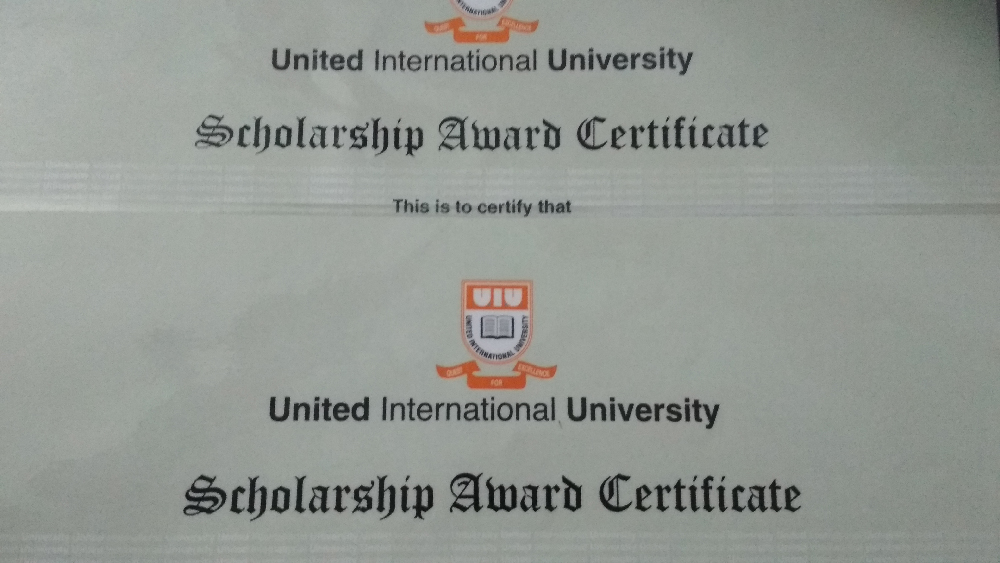 INTERNATIONAL
EXCELLENCE
FOR
United International University
Scholarship Award Certificate
This is to certify that
UIU
UNITED INTERNATIONAL UNIVERSITY
QUEST FOR EXCELLENCE
United International University
Scholarship Award Certificate